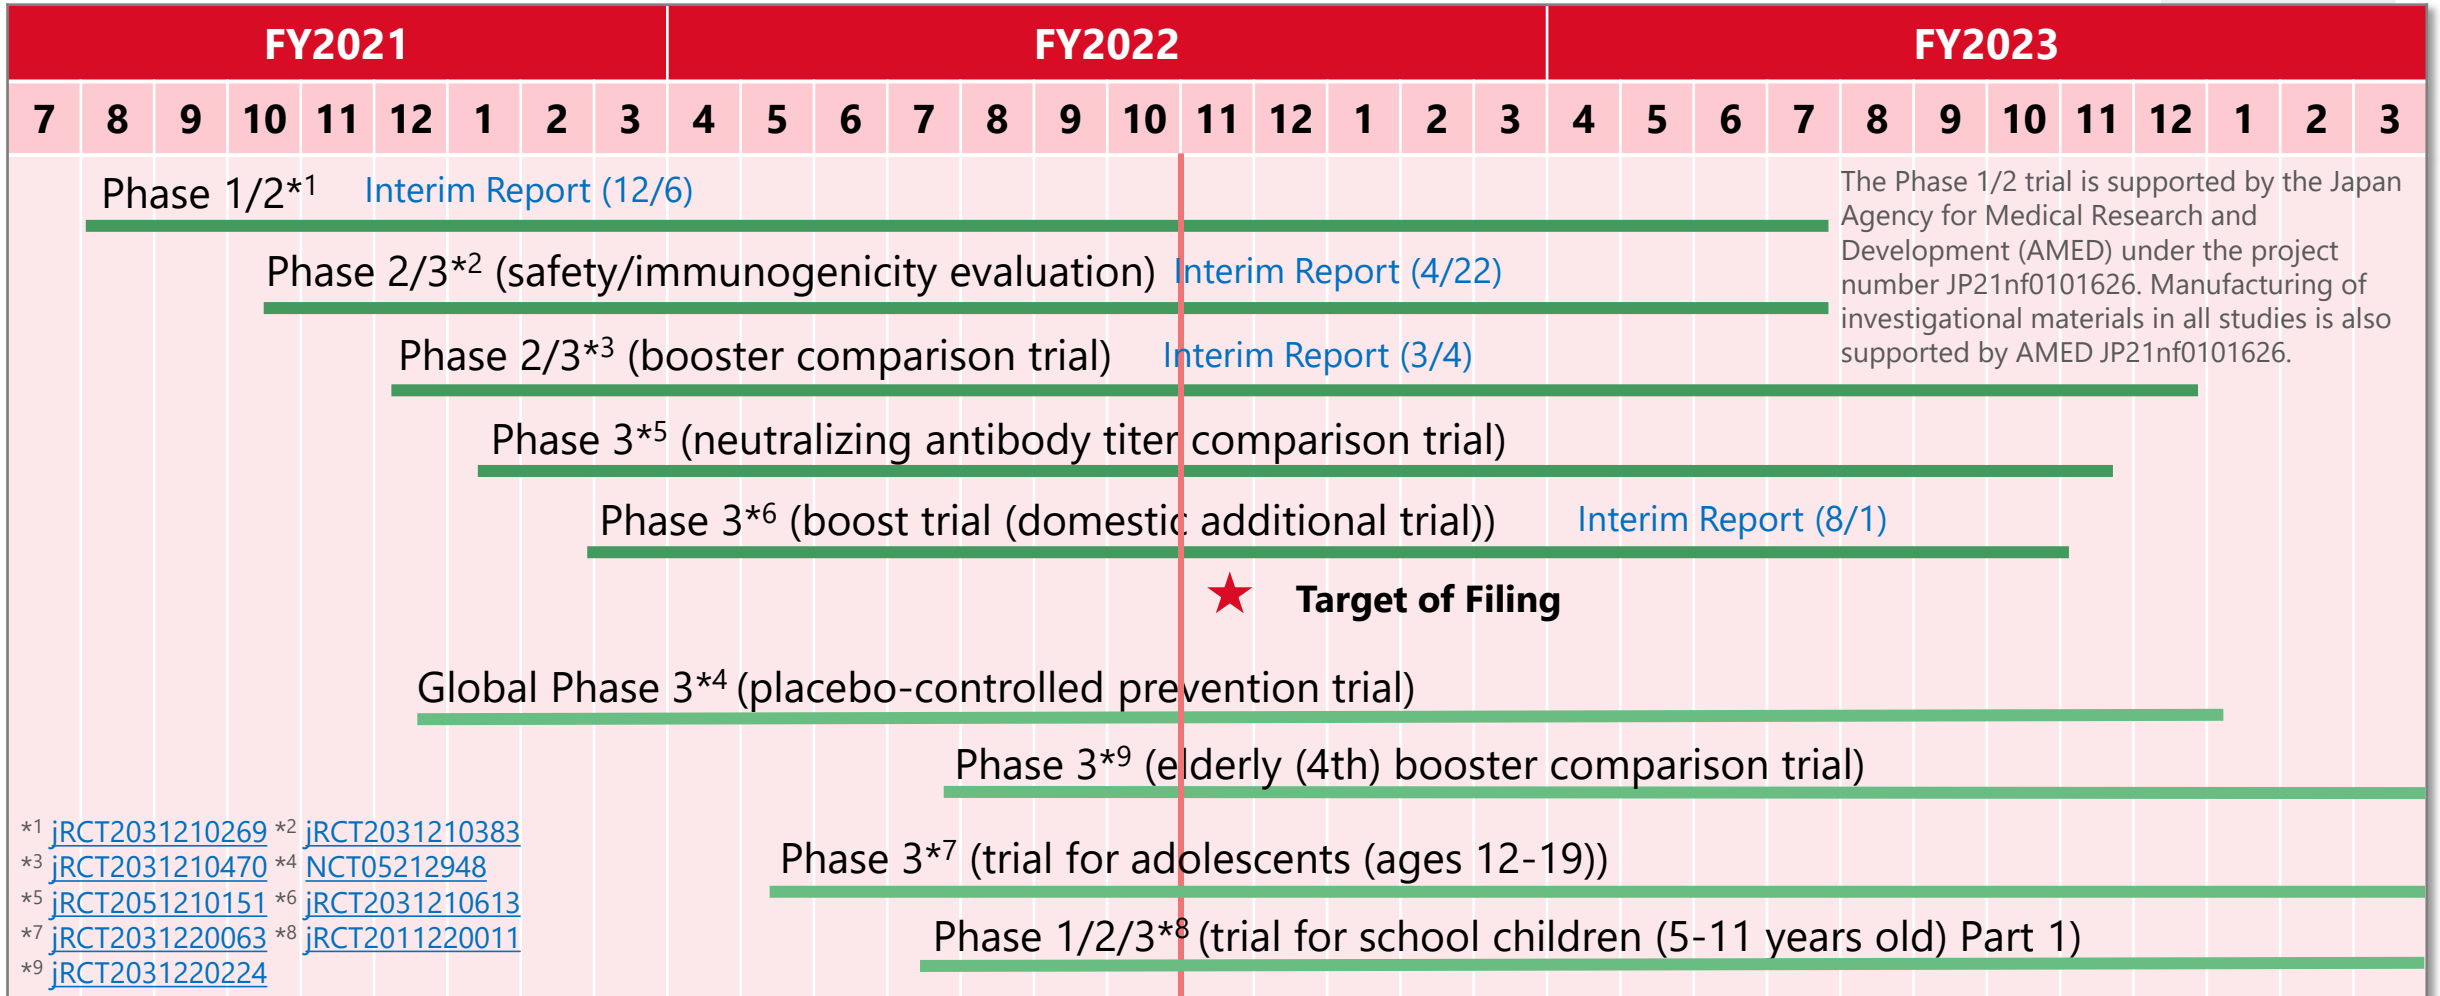 FY2021 FY2022 FY2023
7 8 9 10 11 12 1 2 3 4 5 6 7 8 9 10 11 12 1 2 3 4 5 6 7 8 9 10 11 12 1 2 3
Phase 1/2*1 Interim Report (12/6)
The Phase 1/2 trial is supported by the Japan
Agency for Medical Research and
Development (AMED) under the project
number JP21nf0101626. Manufacturing of
investigational materials in all studies is also
supported by AMED JP21nf0101626.
Phase 2/3*2 (safety/immunogenicity evaluation) Interim Report (4/22)
Phase 2/3*3 (booster comparison trial) Interim Report (3/4)
Phase 3*5 (neutralizing antibody titer comparison trial)
Phase 3*6 (boost trial (domestic additional trial)) Interim Report (8/1)
★ Target of Filing
Global Phase 3*4 (placebo-controlled prevention trial)
Phase 3*9 (elderly (4th) booster comparison trial)
Phase 3*7 (trial for adolescents (ages 12-19))
Phase 1/2/3*8 (trial for school children (5-11 years old) Part 1)
*1 jRCT2031210269 *2 jRCT2031210383
*3 jRCT2031210470 *4 NCT05212948
*5 jRCT2051210151 *6 jRCT2031210613
*7 jRCT2031220063 *8 jRCT2011220011
*9 jRCT2031220224